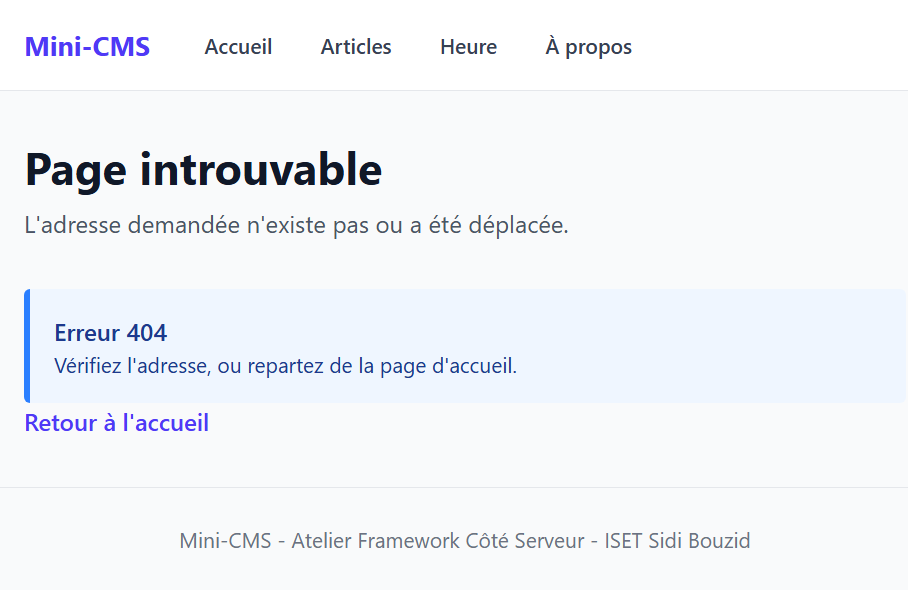 Mini-CMS Accueil Articles Heure À propos
Page introuvable
L'adresse demandée n'existe pas ou a été déplacée.
Erreur 404
Vérifiez l'adresse, ou repartez de la page d'accueil.
Retour à l'accueil
Mini-CMS - Atelier Framework Côté Serveur - ISET Sidi Bouzid